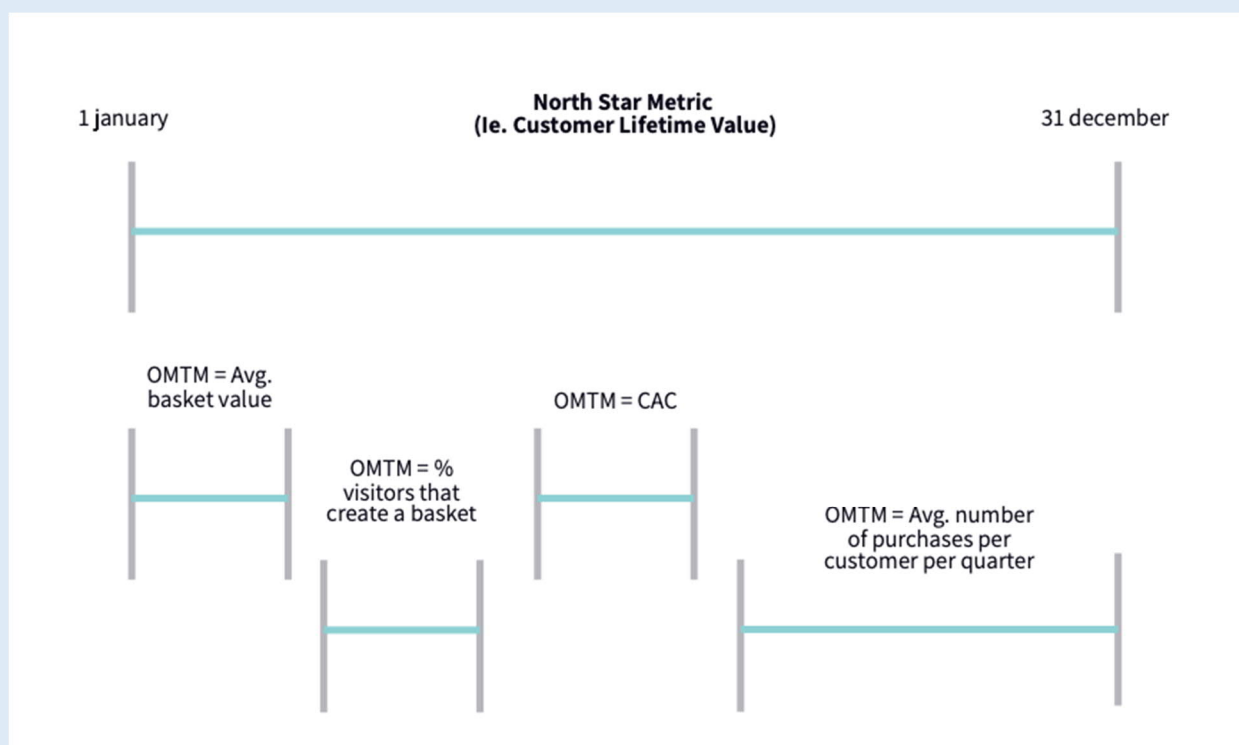 1 january
North Star Metric
(Ie. Customer Lifetime Value)
31 december
OMTM = Avg.
basket value
OMTM = %
visitors that
create a basket
OMTM = CAC
OMTM = Avg. number
of purchases per
customer per quarter